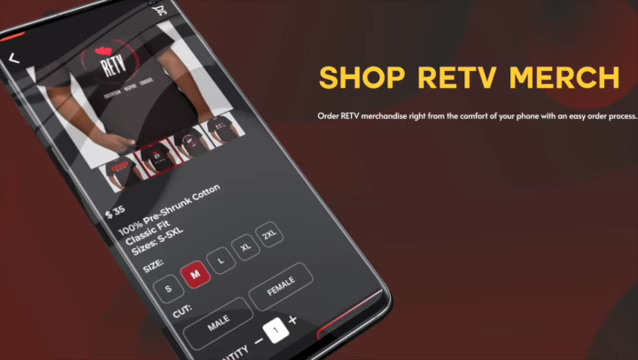 SHOP RETV MERCH
Order RETV merchandise right from the comfort of your phone with an easy order process.
RETV
$ 35
100% Pre-Shrunk Cotton
Classic Fit
Sizes: S-5XL
SIZE:
S
M
L
XL
2XL
CUT:
MALE
FEMALE
1